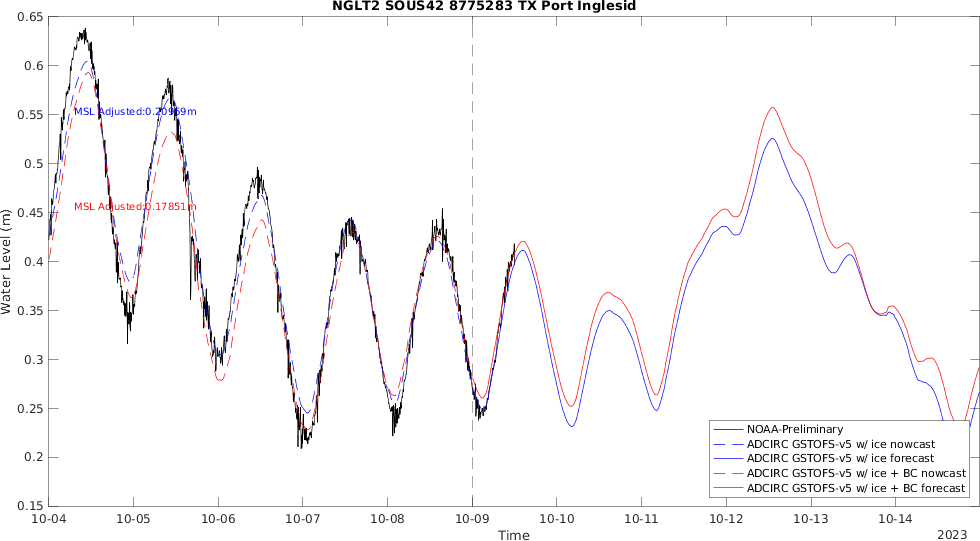 NGLT2 SOUS42 8775283 TX Port Inglesid
Water Level (m)
0.65
0.6
0.55
0.5
0.45
0.4
0.35
0.3
0.25
0.2
0.15
MSL Adjusted:0.20969m
MSL Adjusted:0.17851m
NOAA-Preliminary
ADCIRC GSTOFS-v5 w/ ice nowcast
ADCIRC GSTOFS-v5 w/ ice forecast
ADCIRC GSTOFS-v5 w/ ice + BC nowcast
ADCIRC GSTOFS-v5 w/ ice + BC forecast
10-04 10-05 10-06 10-07 10-08 10-09 10-10 10-11 10-12 10-13 10-14
Time
2023